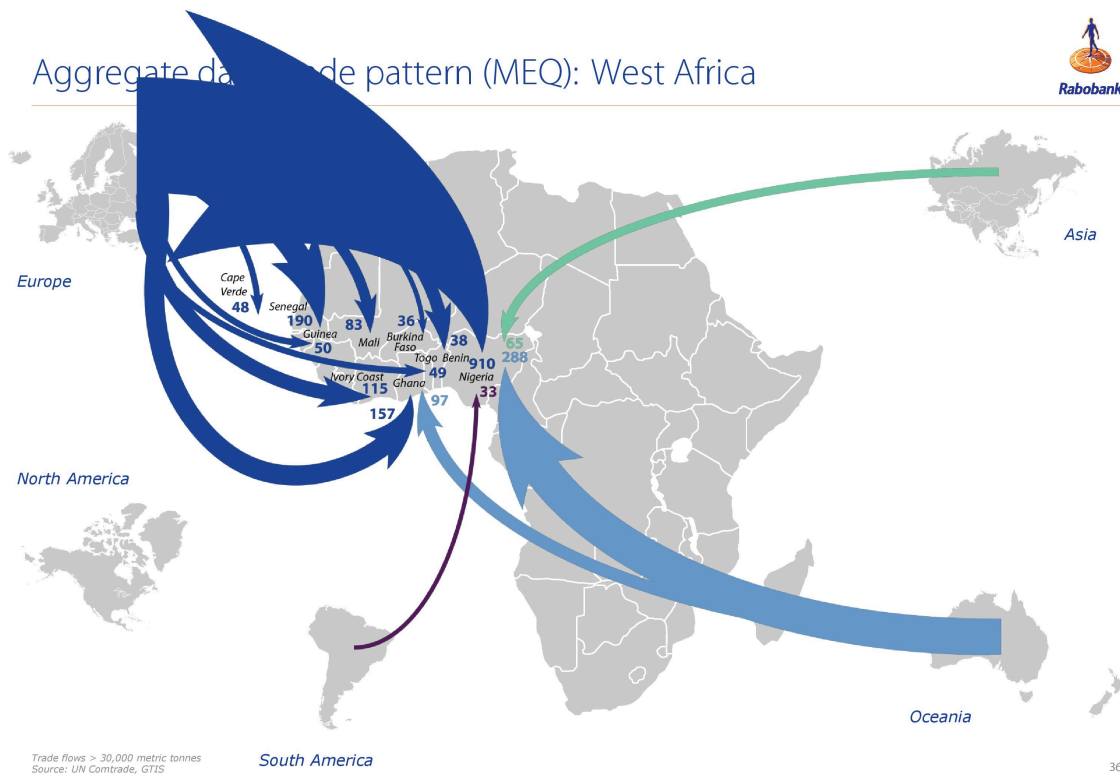 Aggregate da de pattern (MEQ): West Africa
Rabobank
Asia
Europe
Cape
Verde
48
Senegal
190
Guinea
50
83
Mali
36
Burkina
Faso
38
Togo
Benin
49
910
Nigeria
33
65
288
Ivory Coast
115
Ghana
97
157
North America
Oceania
South America
Trade flows > 30,000 metric tonnes
Source: UN Comtrade, GTIS
36